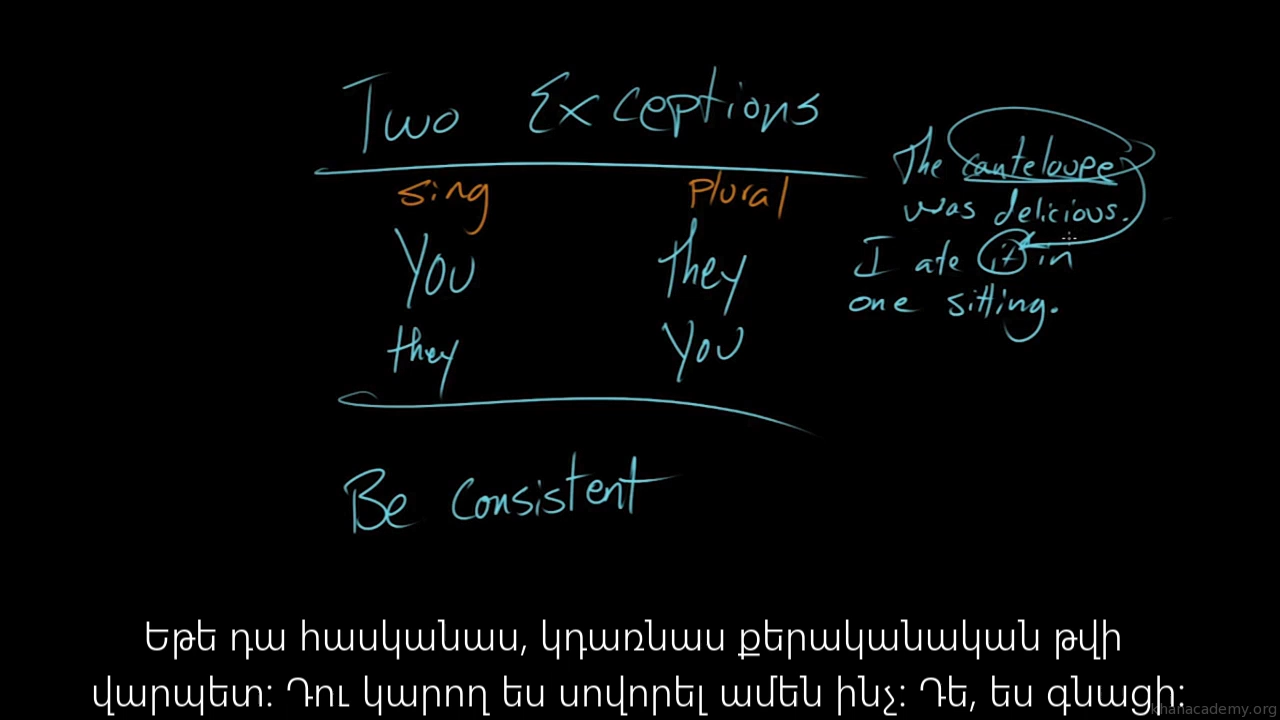 Two Exceptions
sing plural
You they
they You
Be consistent
The canteloupe
was delicious.
I ate it in
one sitting.
Եթե դա հասկանաս, կդառնաս քերականական թվի
վարպետ: Դու կարող ես սովորել ամեն ինչ: Դե, ես գնացի:
khanacademy.org